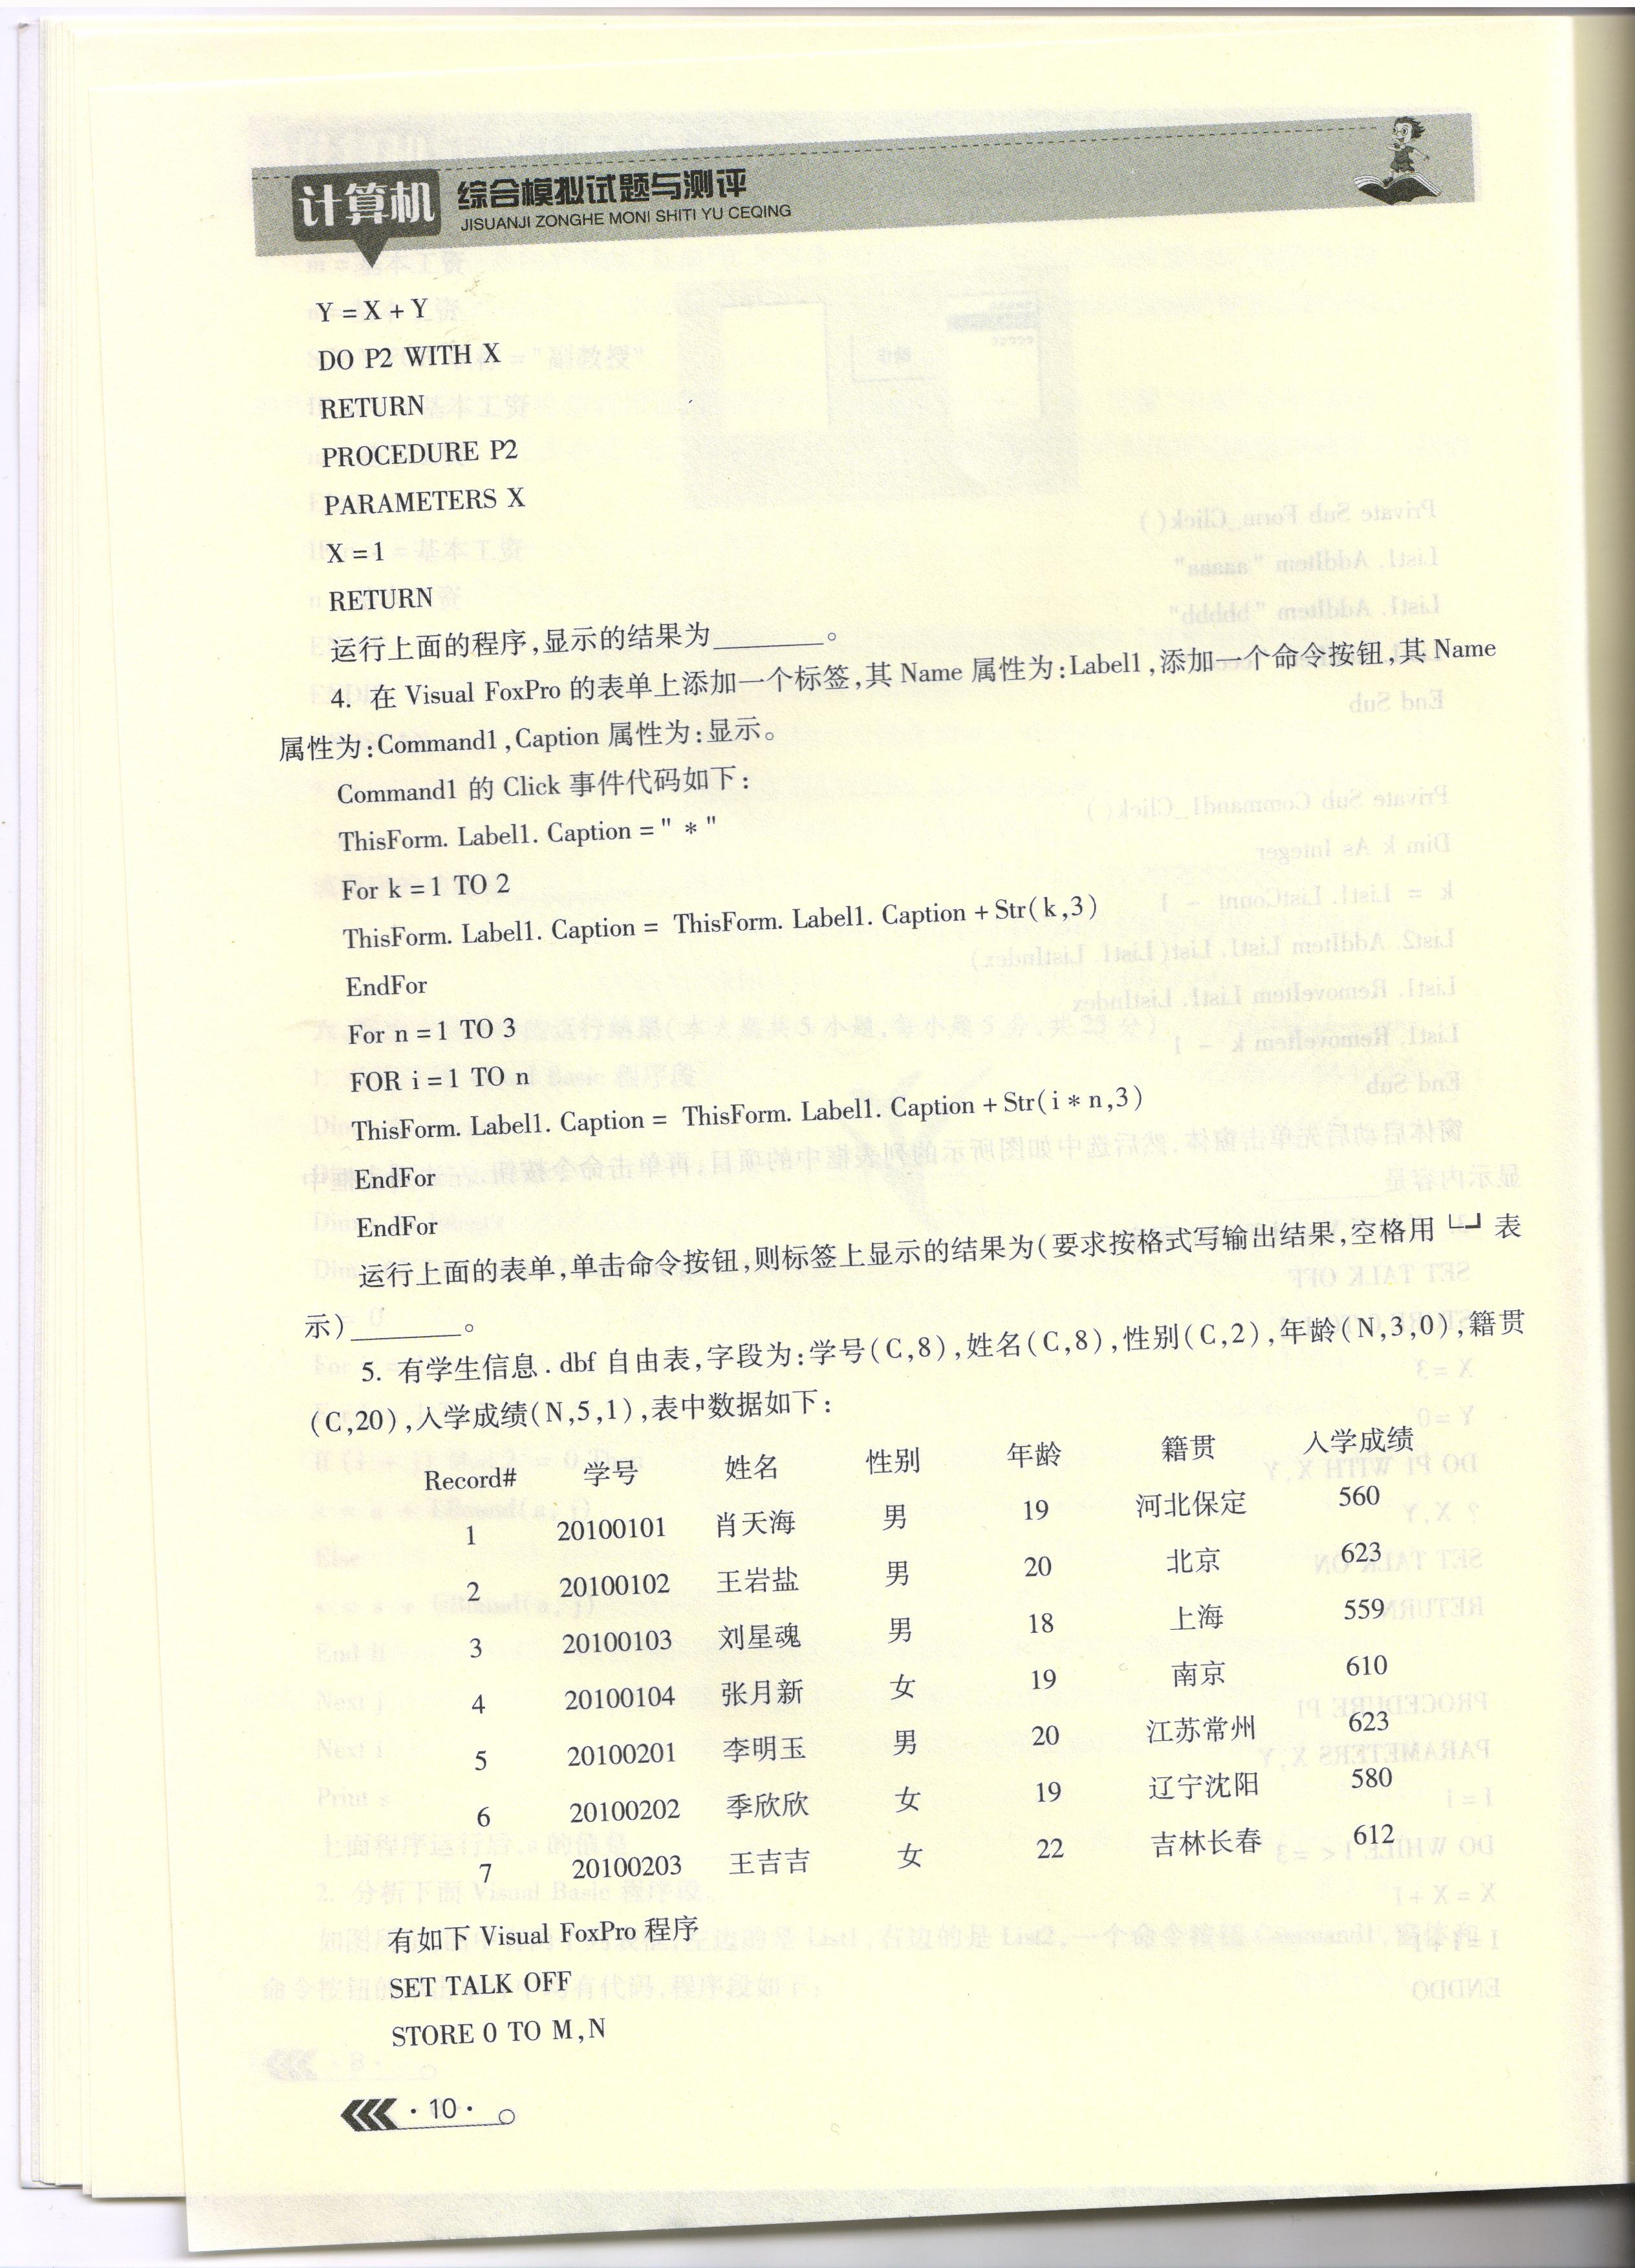 计算机 综合模拟试题与测评
JISUANJI ZONGHE MONI SHITI YU CEQING
Y = X + Y
DO P2 WITH X
RETURN
PROCEDURE P2
PARAMETERS X
X = 1
RETURN
运行上面的程序,显示的结果为________。
4. 在 Visual FoxPro 的表单上添加一个标签,其 Name 属性为:Label1,添加一个命令按钮,其 Name
属性为:Command1,Caption 属性为:显示。
Command1 的 Click 事件代码如下:
ThisForm. Label1. Caption = " * "
For k = 1 TO 2
ThisForm. Label1. Caption = ThisForm. Label1. Caption + Str(k,3)
EndFor
For n = 1 TO 3
FOR i = 1 TO n
ThisForm. Label1. Caption = ThisForm. Label1. Caption + Str(i * n,3)
EndFor
EndFor
运行上面的表单,单击命令按钮,则标签上显示的结果为(要求按格式写输出结果,空格用 ㄴ┘ 表
示)________。
5. 有学生信息.dbf 自由表,字段为:学号(C,8),姓名(C,8),性别(C,2),年龄(N,3,0),籍贯
(C,20),入学成绩(N,5,1),表中数据如下:
Record# 学号 姓名 性别 年龄 籍贯 入学成绩
1 20100101 肖天海 男 19 河北保定 560
2 20100102 王岩盐 男 20 北京 623
3 20100103 刘星魂 男 18 上海 559
4 20100104 张月新 女 19 南京 610
5 20100201 李明玉 男 20 江苏常州 623
6 20100202 季欣欣 女 19 辽宁沈阳 580
7 20100203 王吉吉 女 22 吉林长春 612
有如下 Visual FoxPro 程序
SET TALK OFF
STORE 0 TO M,N
· 10 ·